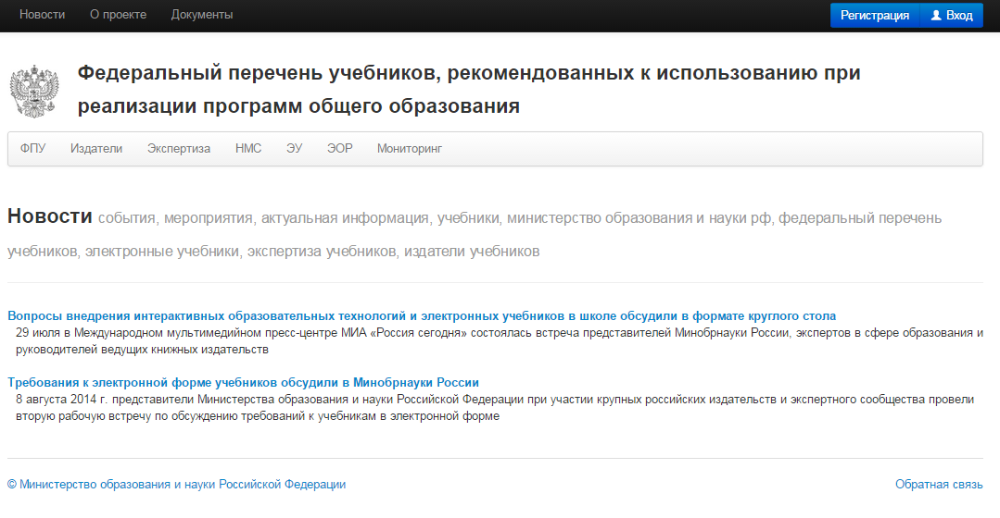 Новости О проекте Документы Регистрация Вход
Федеральный перечень учебников, рекомендованных к использованию при
реализации программ общего образования
ФПУ Издатели Экспертиза НМС ЭУ ЭОР Мониторинг
Новости события, мероприятия, актуальная информация, учебники, министерство образования и науки рф, федеральный перечень
учебников, электронные учебники, экспертиза учебников, издатели учебников
Вопросы внедрения интерактивных образовательных технологий и электронных учебников в школе обсудили в формате круглого стола
29 июля в Международном мультимедийном пресс-центре МИА «Россия сегодня» состоялась встреча представителей Минобрнауки России, экспертов в сфере образования и
руководителей ведущих книжных издательств
Требования к электронной форме учебников обсудили в Минобрнауки России
8 августа 2014 г. представители Министерства образования и науки Российской Федерации при участии крупных российских издательств и экспертного сообщества провели
вторую рабочую встречу по обсуждению требований к учебникам в электронной форме
© Министерство образования и науки Российской Федерации Обратная связь